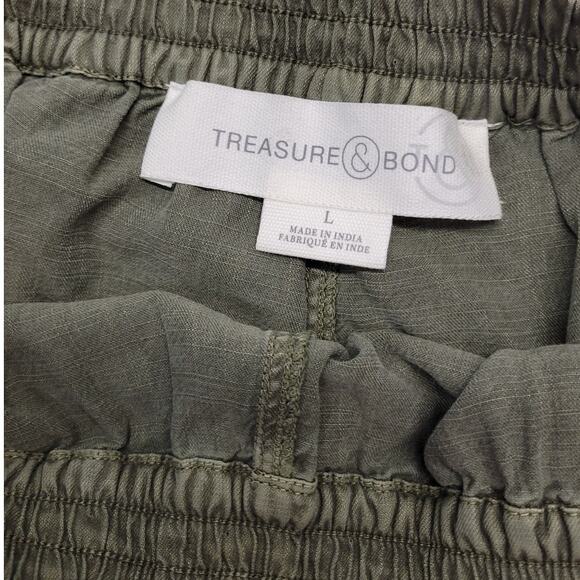 TREASURE & BOND
L
MADE IN INDIA
FABRIQUÉ EN INDE